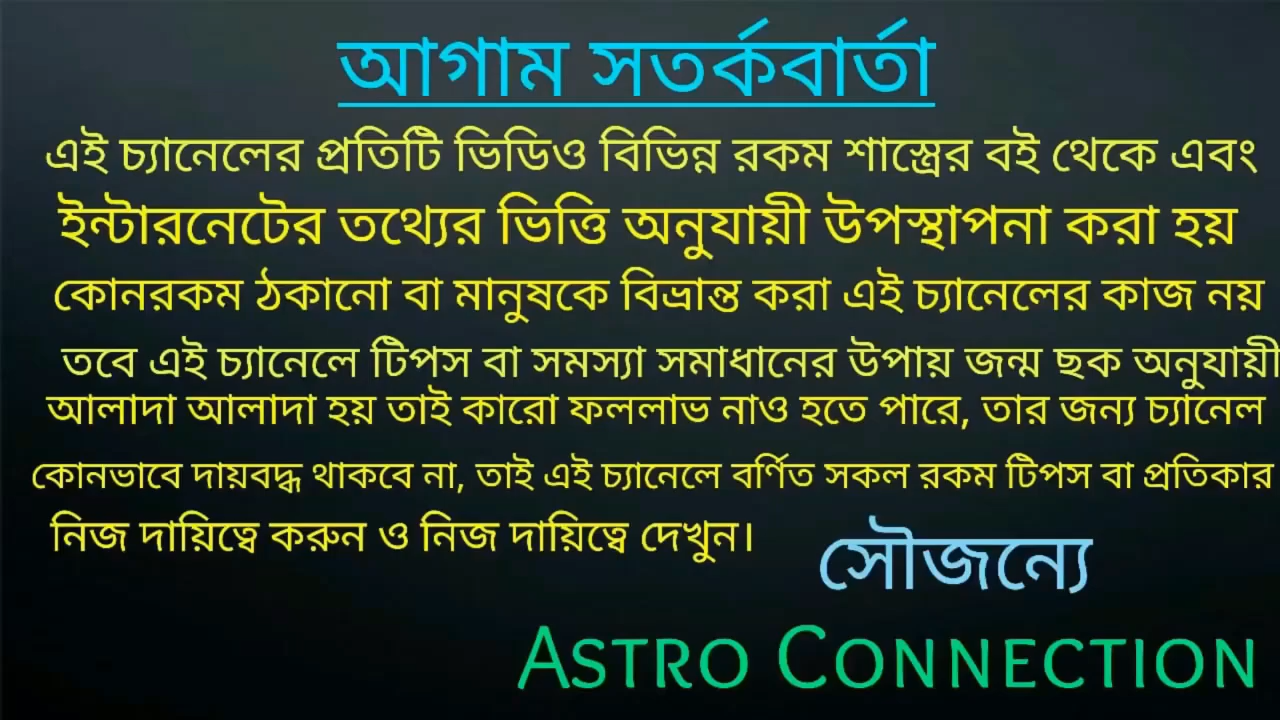 আগাম সতর্কবার্তা
এই চ্যানেলের প্রতিটি ভিডিও বিভিন্ন রকম শাস্ত্রের বই থেকে এবং
ইন্টারনেটের তথ্যের ভিত্তি অনুযায়ী উপস্থাপনা করা হয়
কোনরকম ঠকানো বা মানুষকে বিভ্রান্ত করা এই চ্যানেলের কাজ নয়
তবে এই চ্যানেলে টিপস বা সমস্যা সমাধানের উপায় জন্ম ছক অনুযায়ী
আলাদা আলাদা হয় তাই কারো ফললাভ নাও হতে পারে, তার জন্য চ্যানেল
কোনভাবে দায়বদ্ধ থাকবে না, তাই এই চ্যানেলে বর্ণিত সকল রকম টিপস বা প্রতিকার
নিজ দায়িত্বে করুন ও নিজ দায়িত্বে দেখুন।
সৌজন্যে
ASTRO CONNECTION